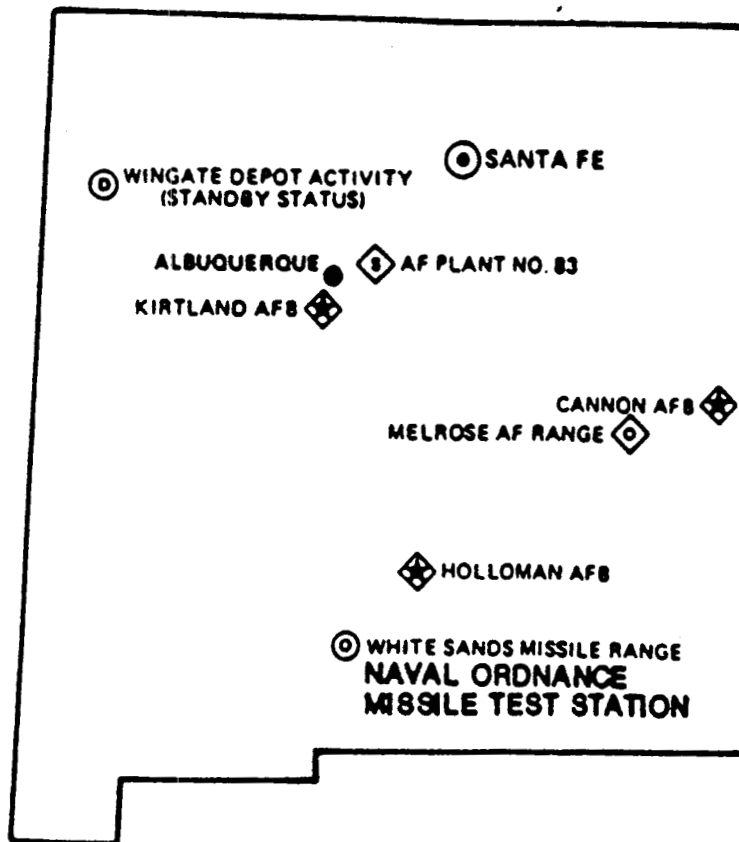 SANTA FE
D WINGATE DEPOT ACTIVITY
(STANDBY STATUS)
ALBUQUERQUE
S AF PLANT NO. 83
KIRTLAND AFB
CANNON AFB
MELROSE AF RANGE O
HOLLOMAN AFB
O WHITE SANDS MISSILE RANGE
NAVAL ORDNANCE
MISSILE TEST STATION